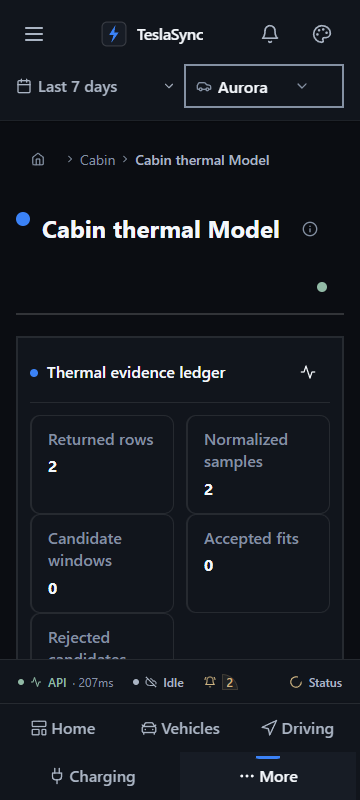 TeslaSync
Last 7 days
Aurora
Cabin
Cabin thermal Model
Cabin thermal Model
Thermal evidence ledger
Returned rows
2
Normalized
samples
2
Candidate
windows
0
Accepted fits
0
Rejected
candidates
API · 207ms
Idle
2
Status
Home
Vehicles
Driving
Charging
More